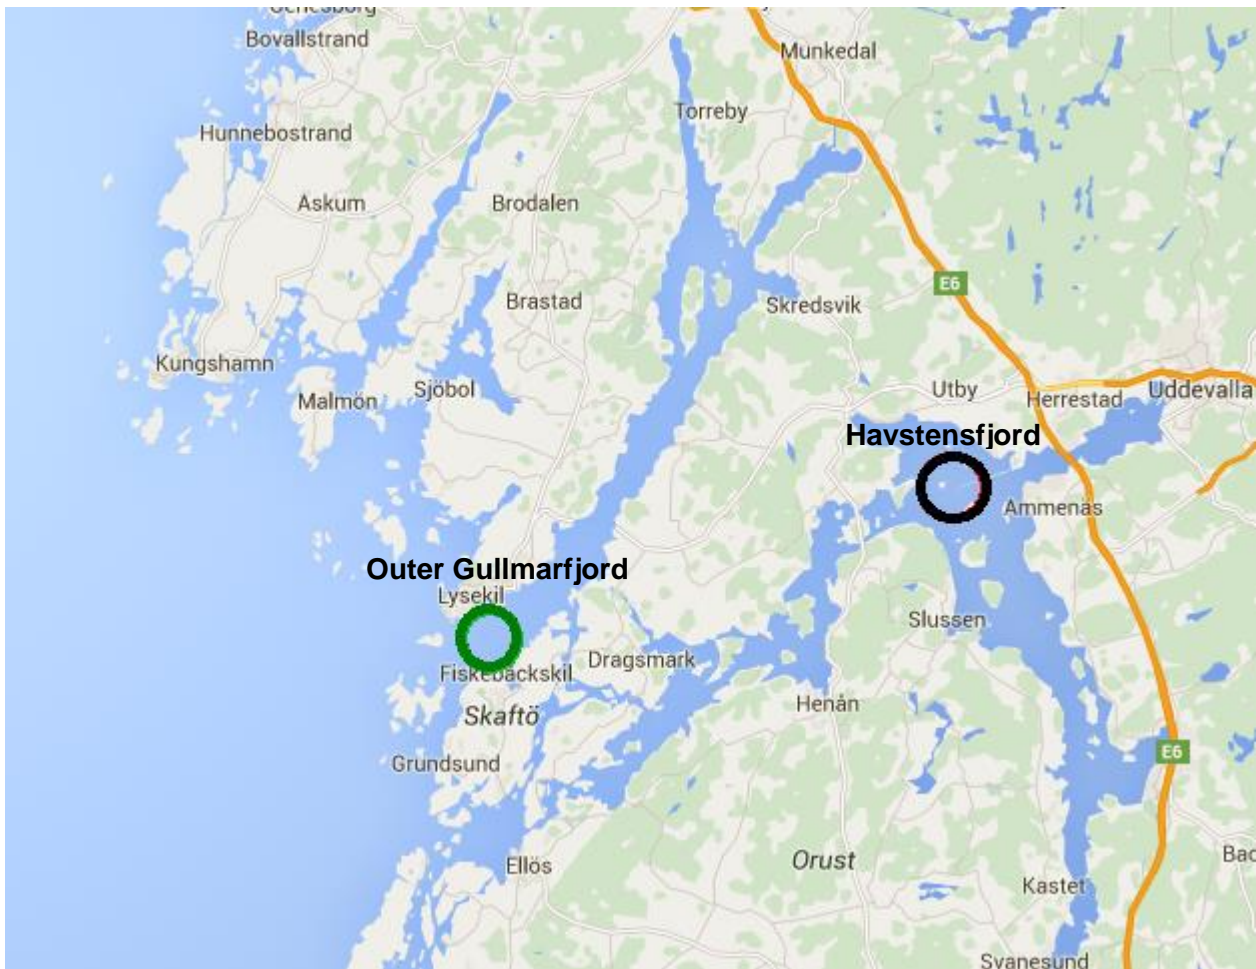 Munkedal
Bovallstrand
Torreby
Hunnebostrand
Askum
Brodalen
E6
Brastad
Skredsvik
Kungshamn
Sjöbol
Malmön
Utby
Herrestad
Uddevalla
Havstensfjord
Ammenäs
Outer Gullmarfjord
Lysekil
Slussen
Dragsmark
Fiskebäckskil
Henån
Skaftö
E6
Grundsund
Ellös
Orust
Bac
Kastet
Svanesund